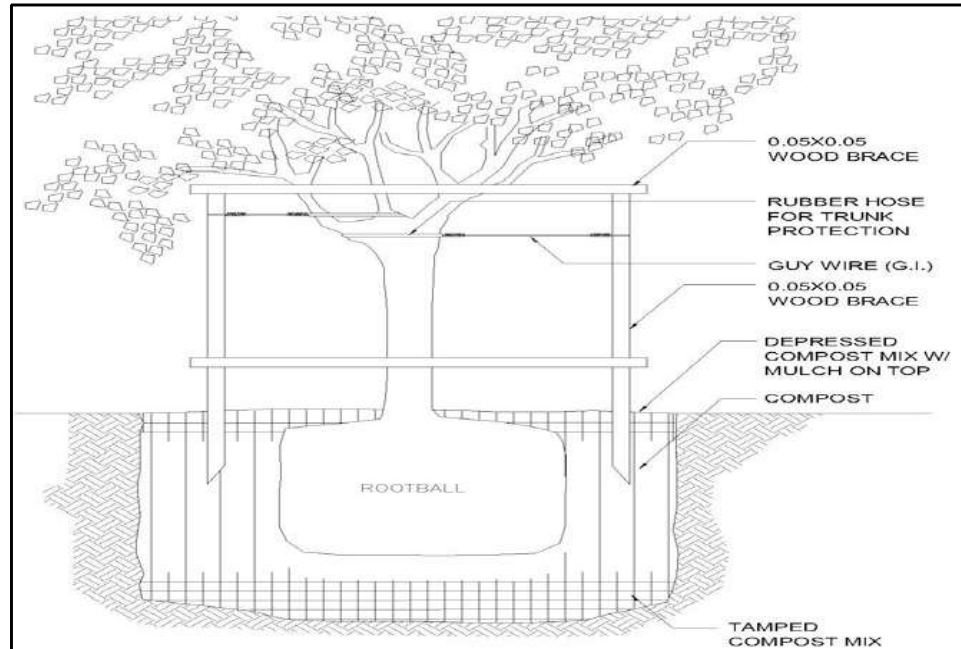 0.05X0.05
WOOD BRACE
RUBBER HOSE
FOR TRUNK
PROTECTION
GUY WIRE (G.I.)
0.05X0.05
WOOD BRACE
DEPRESSED
COMPOST MIX W/
MULCH ON TOP
COMPOST
ROOTBALL
TAMPED
COMPOST MIX